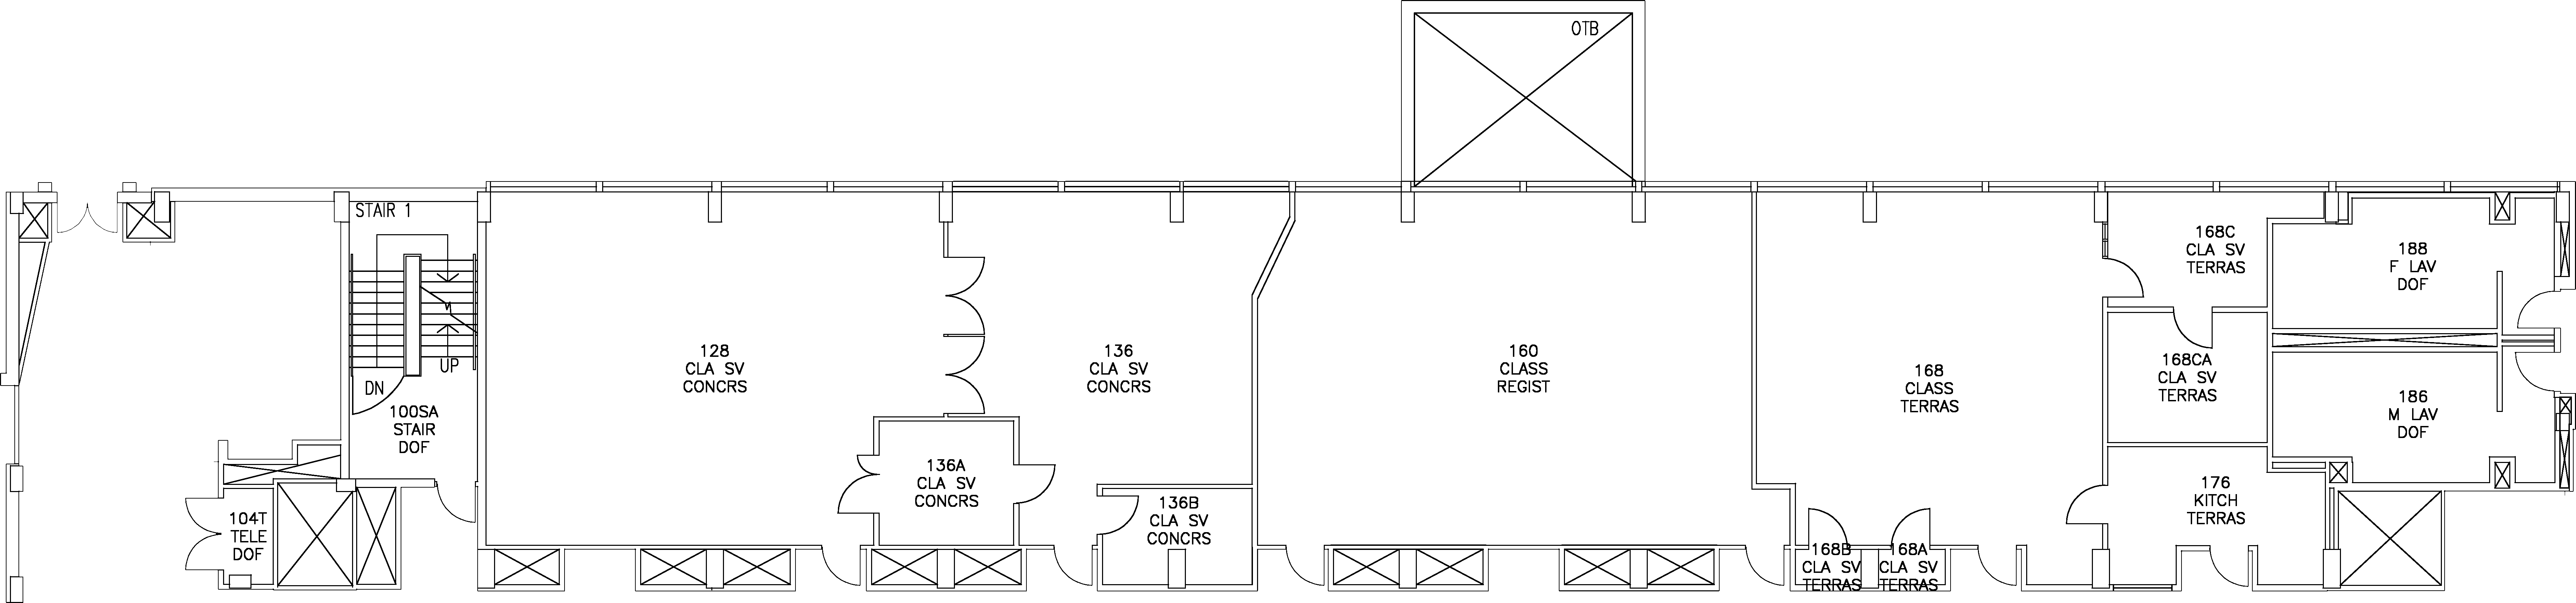 OTB
STAIR 1
UP
DN
100SA
STAIR
DOF
104T
TELE
DOF
128
CLA SV
CONCRS
136
CLA SV
CONCRS
136A
CLA SV
CONCRS
136B
CLA SV
CONCRS
160
CLASS
REGIST
168
CLASS
TERRAS
168B
CLA SV
TERRAS
168A
CLA SV
TERRAS
168C
CLA SV
TERRAS
168CA
CLA SV
TERRAS
176
KITCH
TERRAS
188
F LAV
DOF
186
M LAV
DOF